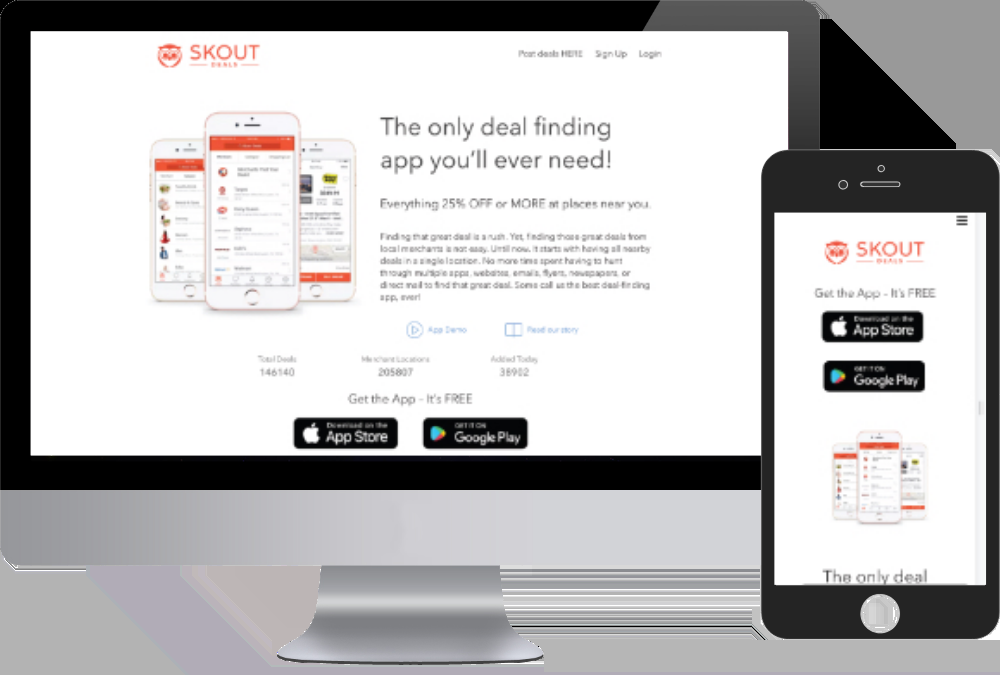 SKOUT
DEALS
Post deals HERE Sign Up Login
The only deal finding
app you'll ever need!
Everything 25% OFF or MORE at places near you.
Finding that great deal is a rush. Yet, finding those great deals from
local merchants is not easy. Until now. It starts with having all nearby
deals in a single location. No more time spent having to hunt
through multiple apps, websites, emails, flyers, newspapers, or
direct mail to find that great deal. Some call us the best deal-finding
app, ever!
App Demo Read our story
Total Deals Merchant Locations Added Today
146140 205807 38902
Get the App - It's FREE
Download on the
App Store
GET IT ON
Google Play
SKOUT
DEALS
Get the App - It's FREE
Download on the
App Store
GET IT ON
Google Play
The only deal